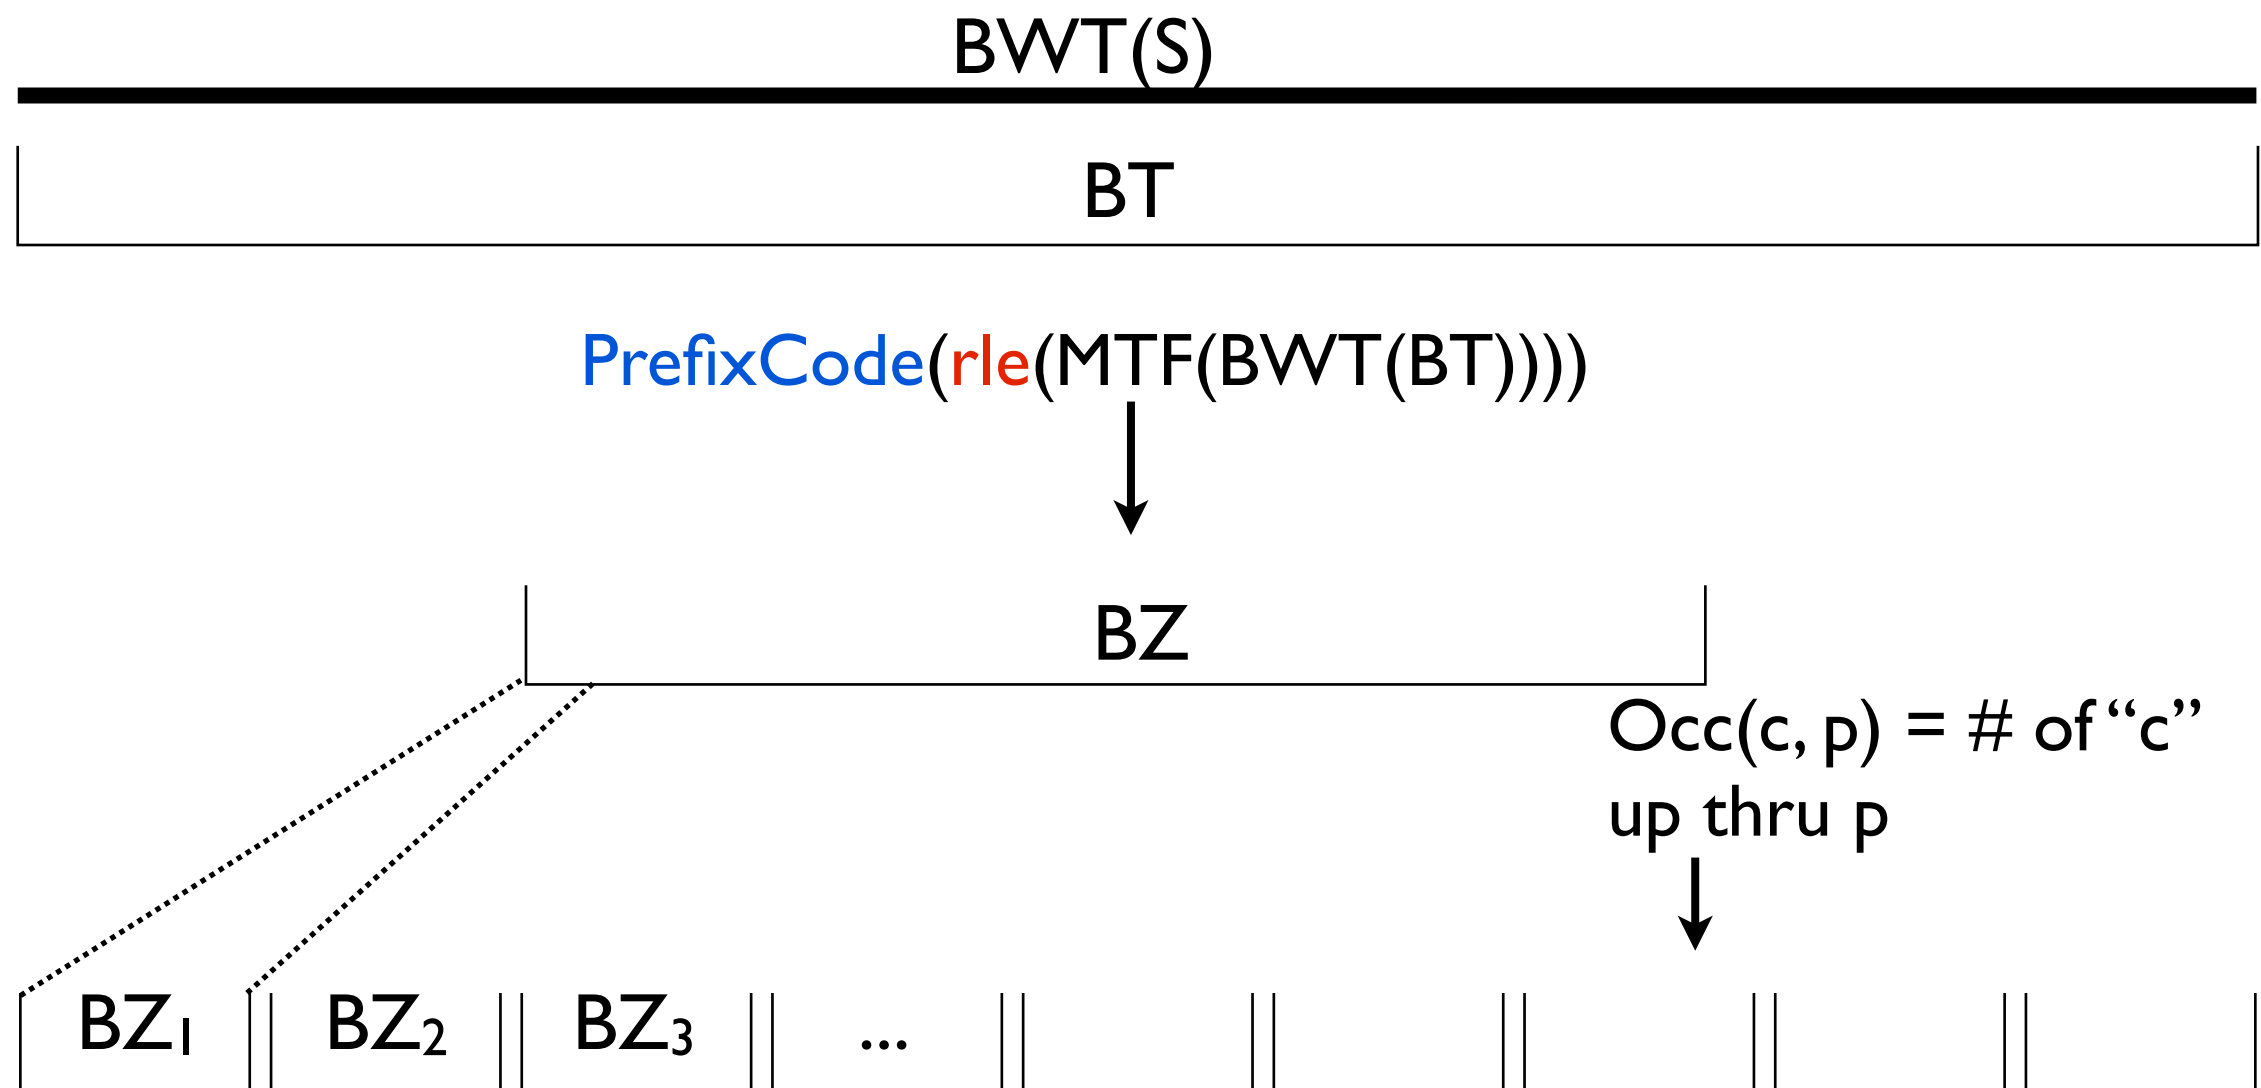 BWT(S)
BT
PrefixCode(rle(MTF(BWT(BT))))
BZ
Occ(c, p) = # of “c”
up thru p
BZ₁ BZ₂ BZ₃ ...